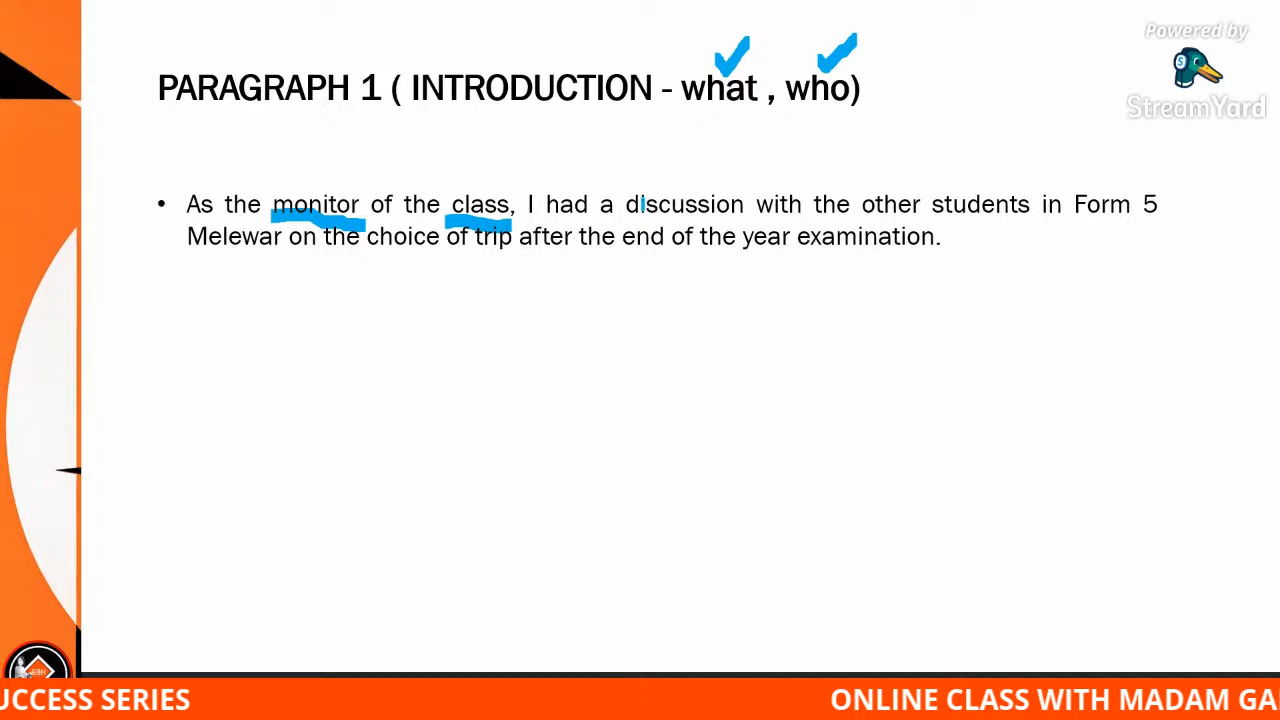 Powered by
StreamYard
PARAGRAPH 1 ( INTRODUCTION - what , who)
• As the monitor of the class, I had a discussion with the other students in Form 5
Melewar on the choice of trip after the end of the year examination.
UCCESS SERIES
ONLINE CLASS WITH MADAM GA